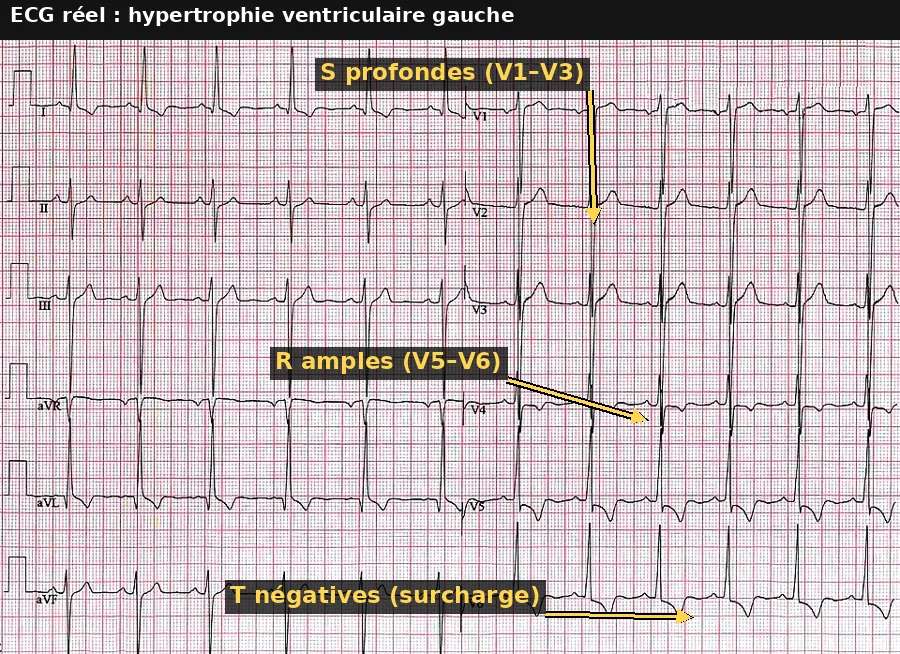 ECG réel : hypertrophie ventriculaire gauche
S profondes (V1–V3)
I
V1
II
V2
III
V3
R amples (V5–V6)
aVR
V4
aVL
V5
T négatives (surcharge)
aVF